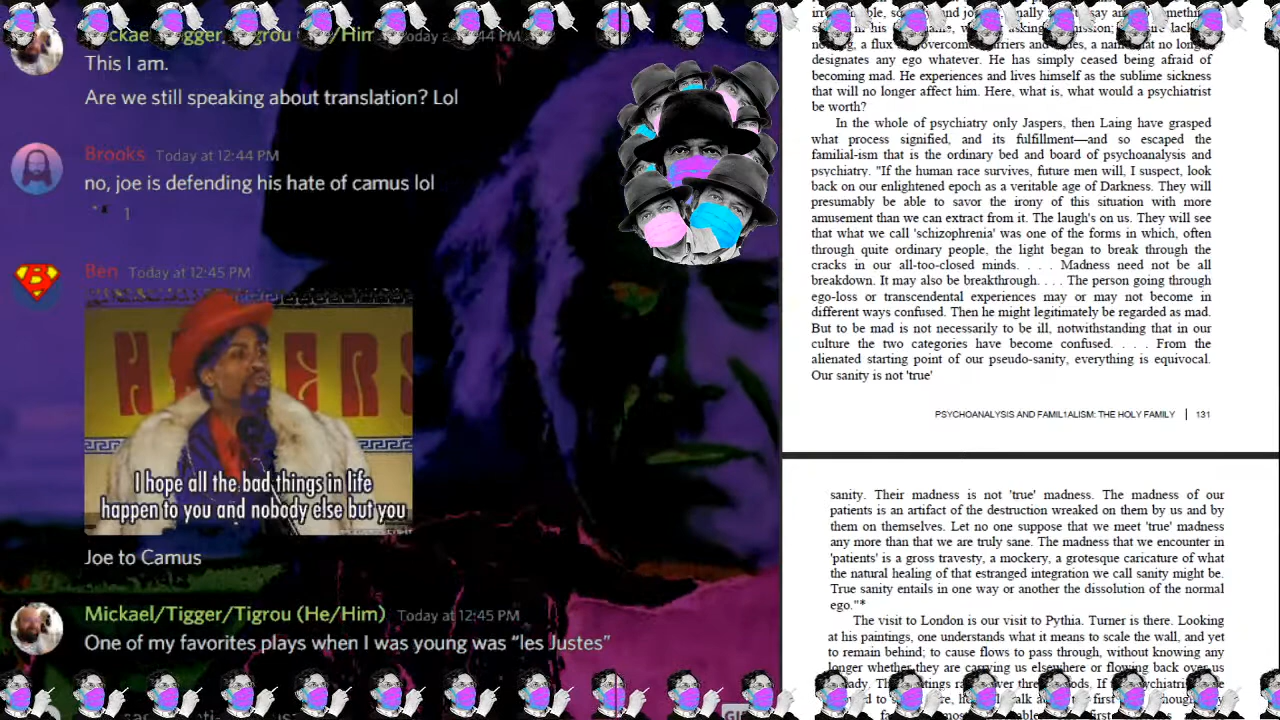 Mickael/Tigger/Tigrou (He/Him) Today at 12:44 PM
This I am.
Are we still speaking about translation? Lol
Brooks Today at 12:44 PM
no, joe is defending his hate of camus lol
1
Ben Today at 12:45 PM
I hope all the bad things in life
happen to you and nobody else but you
Joe to Camus
Mickael/Tigger/Tigrou (He/Him) Today at 12:45 PM
One of my favorites plays when I was young was “les Justes”
GIF
a flux overcomes barriers and
designates any ego whatever. He has simply ceased being afraid of
becoming mad. He experiences and lives himself as the sublime sickness
that will no longer affect him. Here, what is, what would a psychiatrist
be worth?
In the whole of psychiatry only Jaspers, then Laing have grasped
what process signified, and its fulfillment—and so escaped the
familial-ism that is the ordinary bed and board of psychoanalysis and
psychiatry. "If the human race survives, future men will, I suspect, look
back on our enlightened epoch as a veritable age of Darkness. They will
presumably be able to savor the irony of this situation with more
amusement than we can extract from it. The laugh's on us. They will see
that what we call 'schizophrenia' was one of the forms in which, often
through quite ordinary people, the light began to break through the
cracks in our all-too-closed minds. . . . Madness need not be all
breakdown. It may also be breakthrough. . . . The person going through
ego-loss or transcendental experiences may or may not become in
different ways confused. Then he might legitimately be regarded as mad.
But to be mad is not necessarily to be ill, notwithstanding that in our
culture the two categories have become confused. . . . From the
alienated starting point of our pseudo-sanity, everything is equivocal.
Our sanity is not 'true'
PSYCHOANALYSIS AND FAMIL1ALISM: THE HOLY FAMILY | 131
sanity. Their madness is not 'true' madness. The madness of our
patients is an artifact of the destruction wreaked on them by us and by
them on themselves. Let no one suppose that we meet 'true' madness
any more than that we are truly sane. The madness that we encounter in
'patients' is a gross travesty, a mockery, a grotesque caricature of what
the natural healing of that estranged integration we call sanity might be.
True sanity entails in one way or another the dissolution of the normal
ego."*
The visit to London is our visit to Pythia. Turner is there. Looking
at his paintings, one understands what it means to scale the wall, and yet
to remain behind; to cause flows to pass through, without knowing any
longer whether they are carrying us elsewhere or flowing back over us